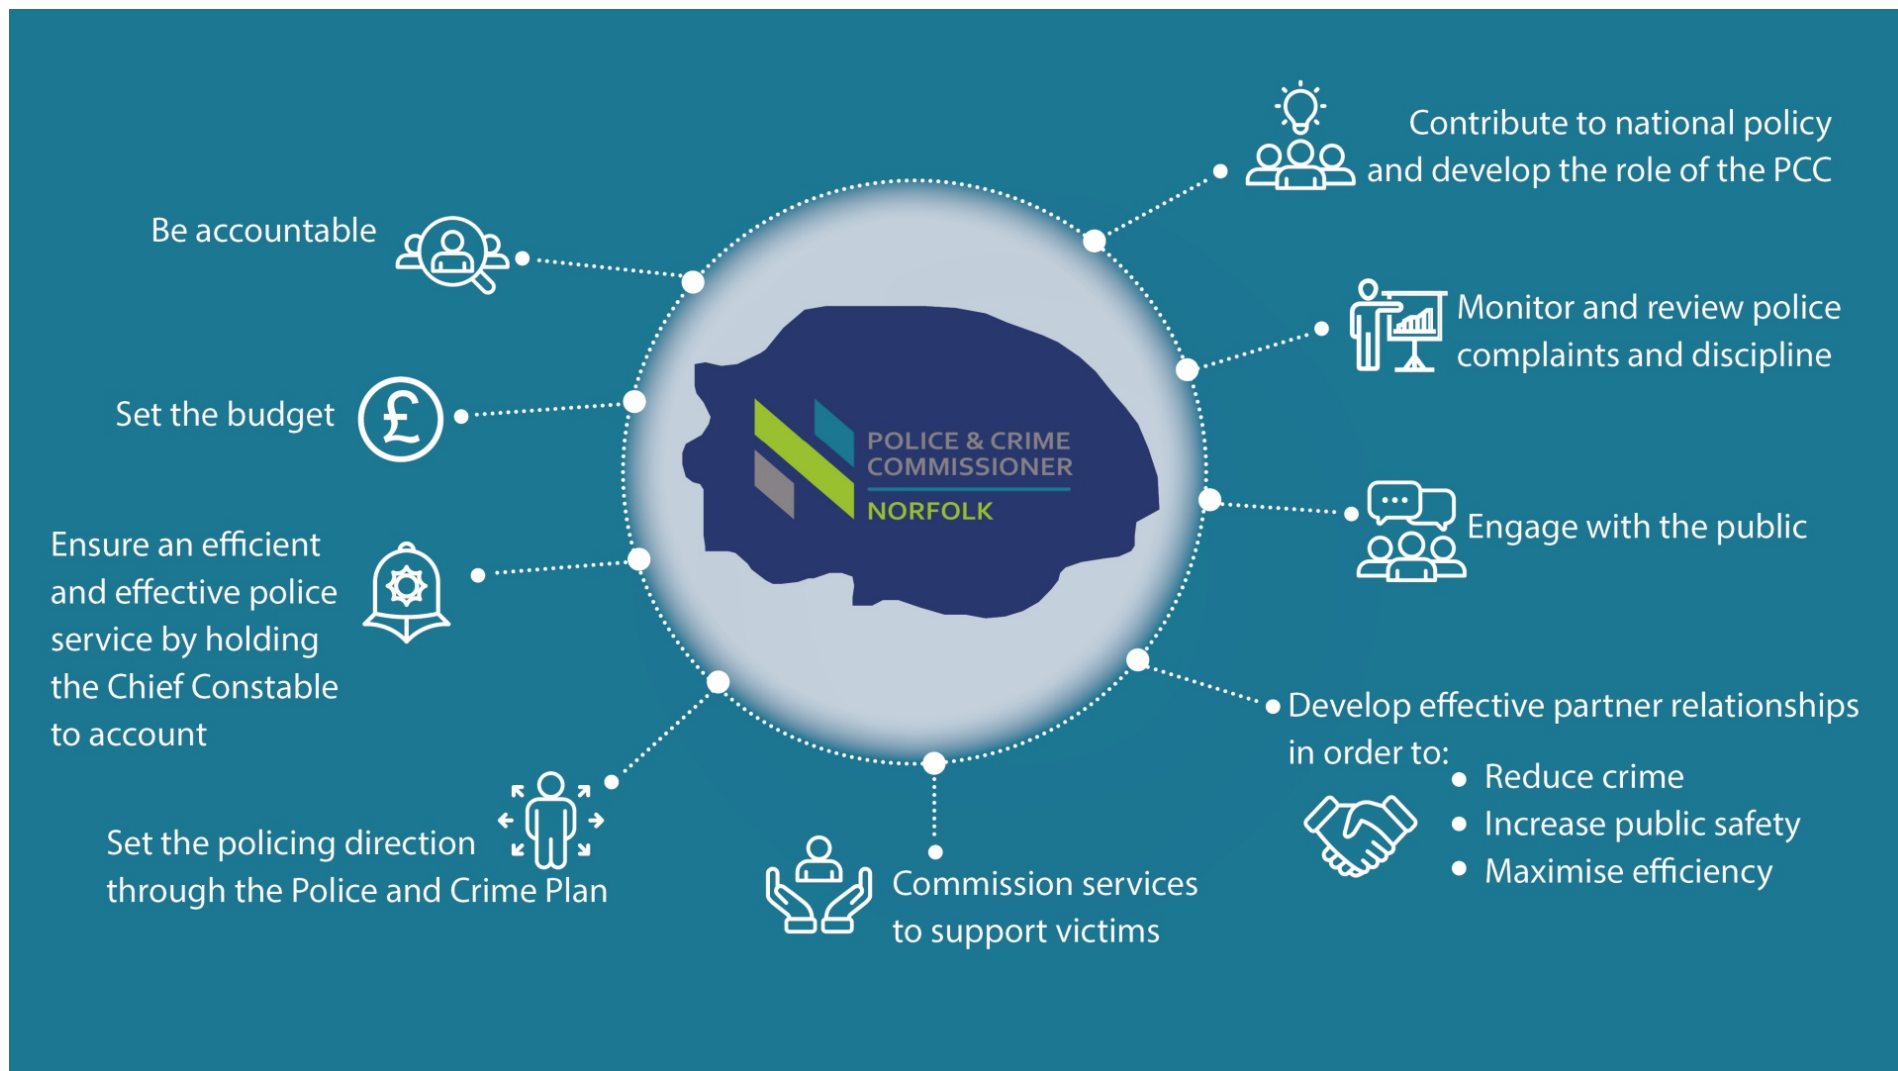 Be accountable
Set the budget
£
Ensure an efficient
and effective police
service by holding
the Chief Constable
to account
Set the policing direction
through the Police and Crime Plan
POLICE & CRIME
COMMISSIONER
NORFOLK
Commission services
to support victims
Contribute to national policy
and develop the role of the PCC
Monitor and review police
complaints and discipline
Engage with the public
Develop effective partner relationships
in order to:
Reduce crime
Increase public safety
Maximise efficiency